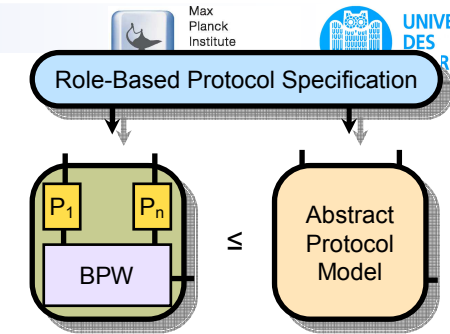 Max
Planck
Institute
UNIVE
DES
Role-Based Protocol Specification
P1 Pn
BPW
≤
Abstract
Protocol
Model